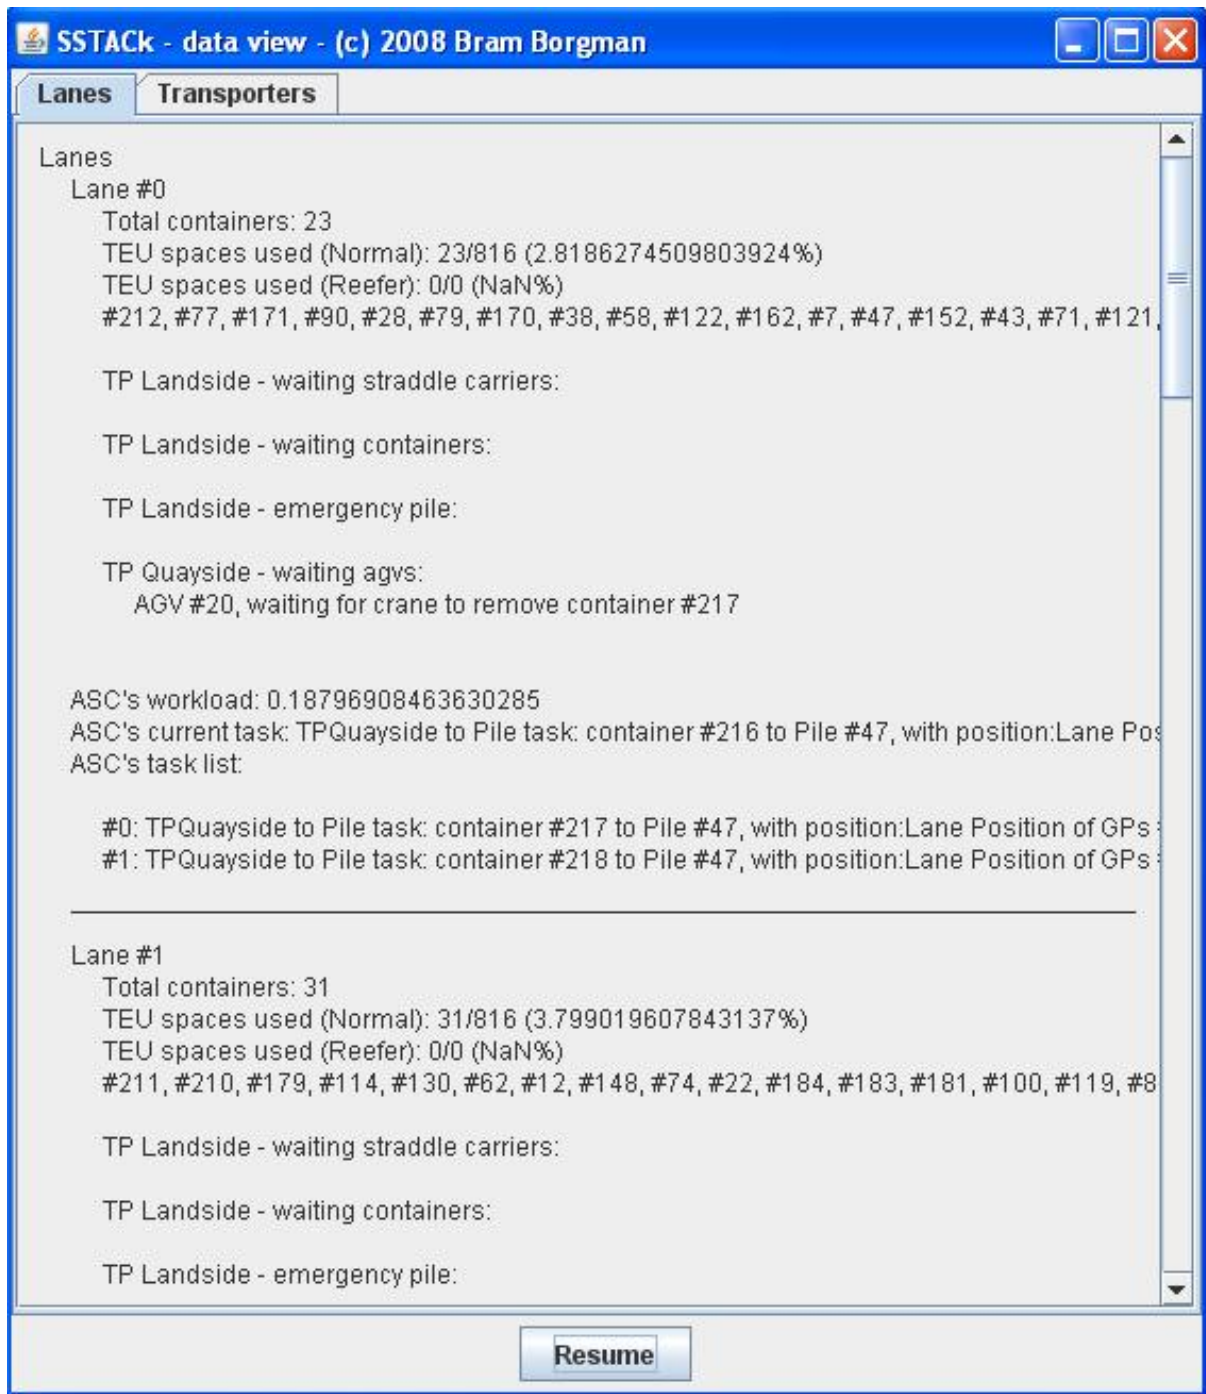 SSTACk - data view - (c) 2008 Bram Borgman
Lanes Transporters
Lanes
Lane #0
Total containers: 23
TEU spaces used (Normal): 23/816 (2.8186274509803924%)
TEU spaces used (Reefer): 0/0 (NaN%)
#212, #77, #171, #90, #28, #79, #170, #38, #58, #122, #162, #7, #47, #152, #43, #71, #121,
TP Landside - waiting straddle carriers:
TP Landside - waiting containers:
TP Landside - emergency pile:
TP Quayside - waiting agvs:
AGV #20, waiting for crane to remove container #217
ASC's workload: 0.18796908463630285
ASC's current task: TPQuayside to Pile task: container #216 to Pile #47, with position:Lane Pos
ASC's task list:
#0: TPQuayside to Pile task: container #217 to Pile #47, with position:Lane Position of GPs
#1: TPQuayside to Pile task: container #218 to Pile #47, with position:Lane Position of GPs
Lane #1
Total containers: 31
TEU spaces used (Normal): 31/816 (3.799019607843137%)
TEU spaces used (Reefer): 0/0 (NaN%)
#211, #210, #179, #114, #130, #62, #12, #148, #74, #22, #184, #183, #181, #100, #119, #8
TP Landside - waiting straddle carriers:
TP Landside - waiting containers:
TP Landside - emergency pile:
Resume